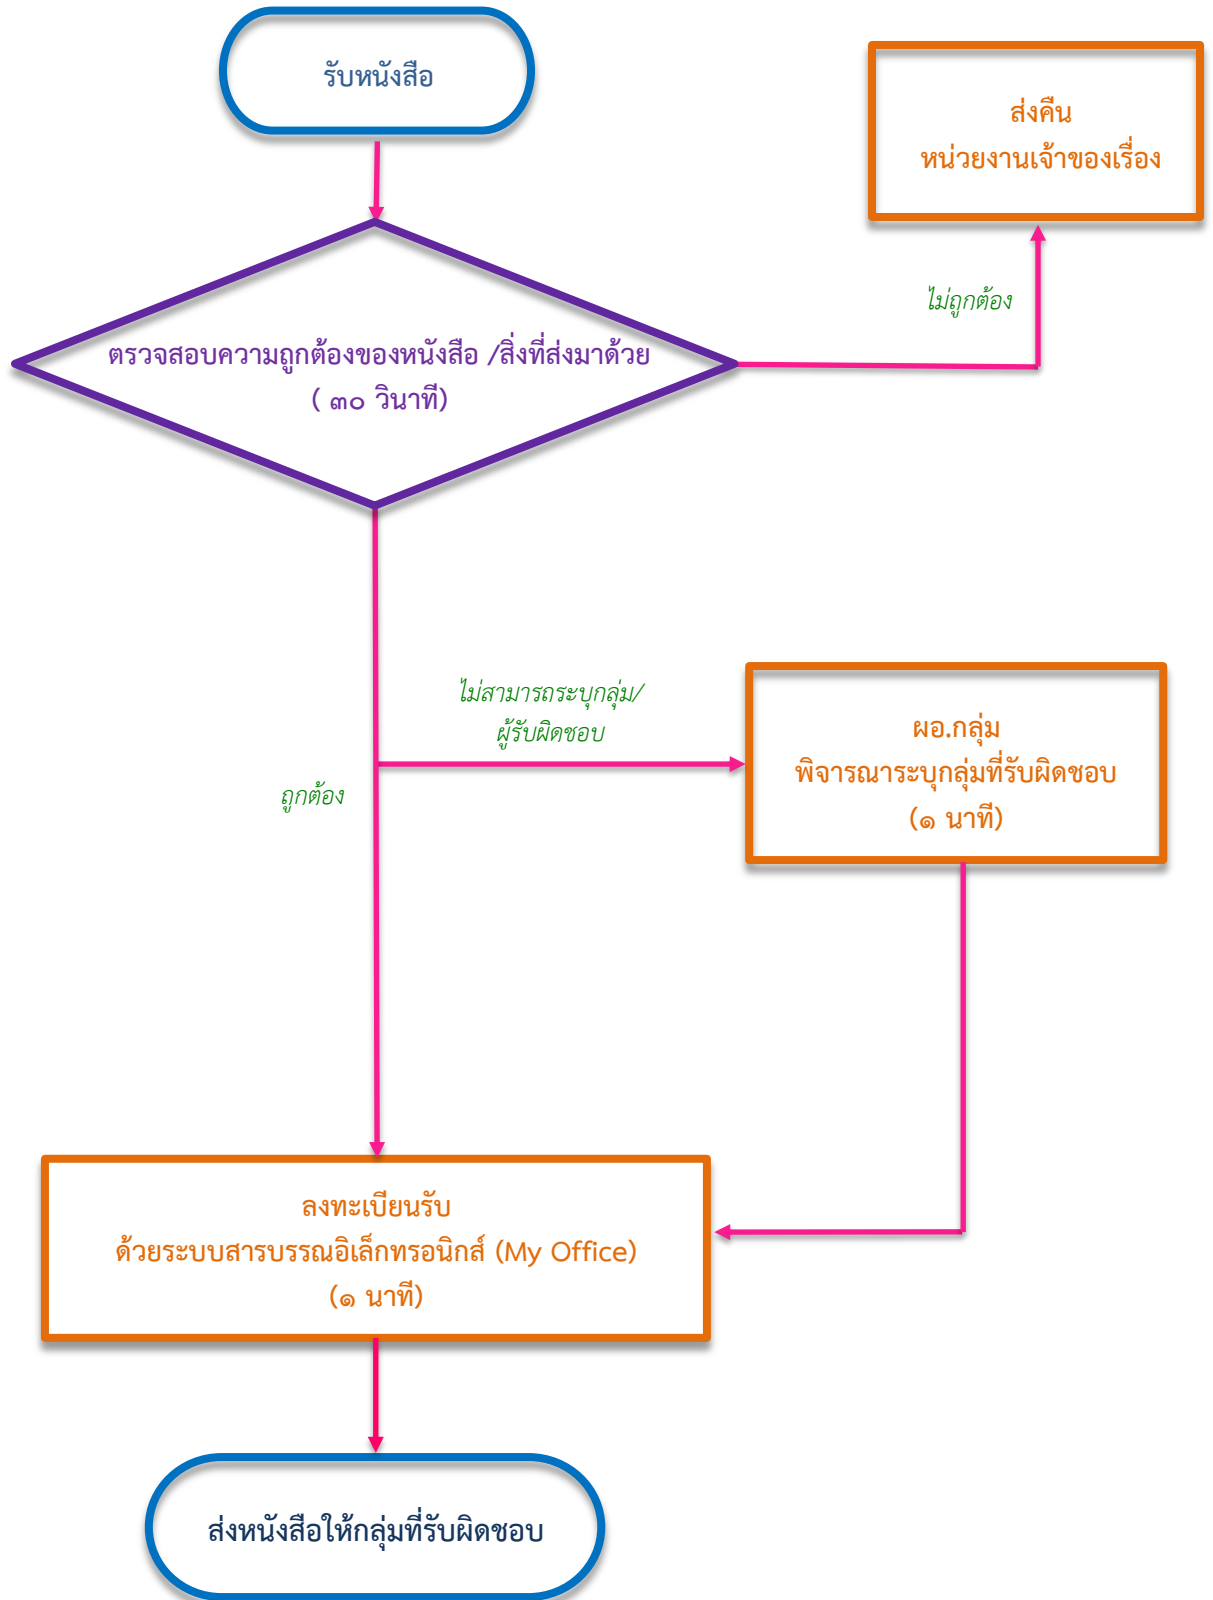 รับหนังสือ
ส่งคืน
หน่วยงานเจ้าของเรื่อง
ไม่ถูกต้อง
ตรวจสอบความถูกต้องของหนังสือ /สิ่งที่ส่งมาด้วย
( ๓๐ วินาที)
ไม่สามารถระบุกลุ่ม/
ผู้รับผิดชอบ
ผอ.กลุ่ม
พิจารณาระบุกลุ่มที่รับผิดชอบ
(๑ นาที)
ถูกต้อง
ลงทะเบียนรับ
ด้วยระบบสารบรรณอิเล็กทรอนิกส์ (My Office)
(๑ นาที)
ส่งหนังสือให้กลุ่มที่รับผิดชอบ